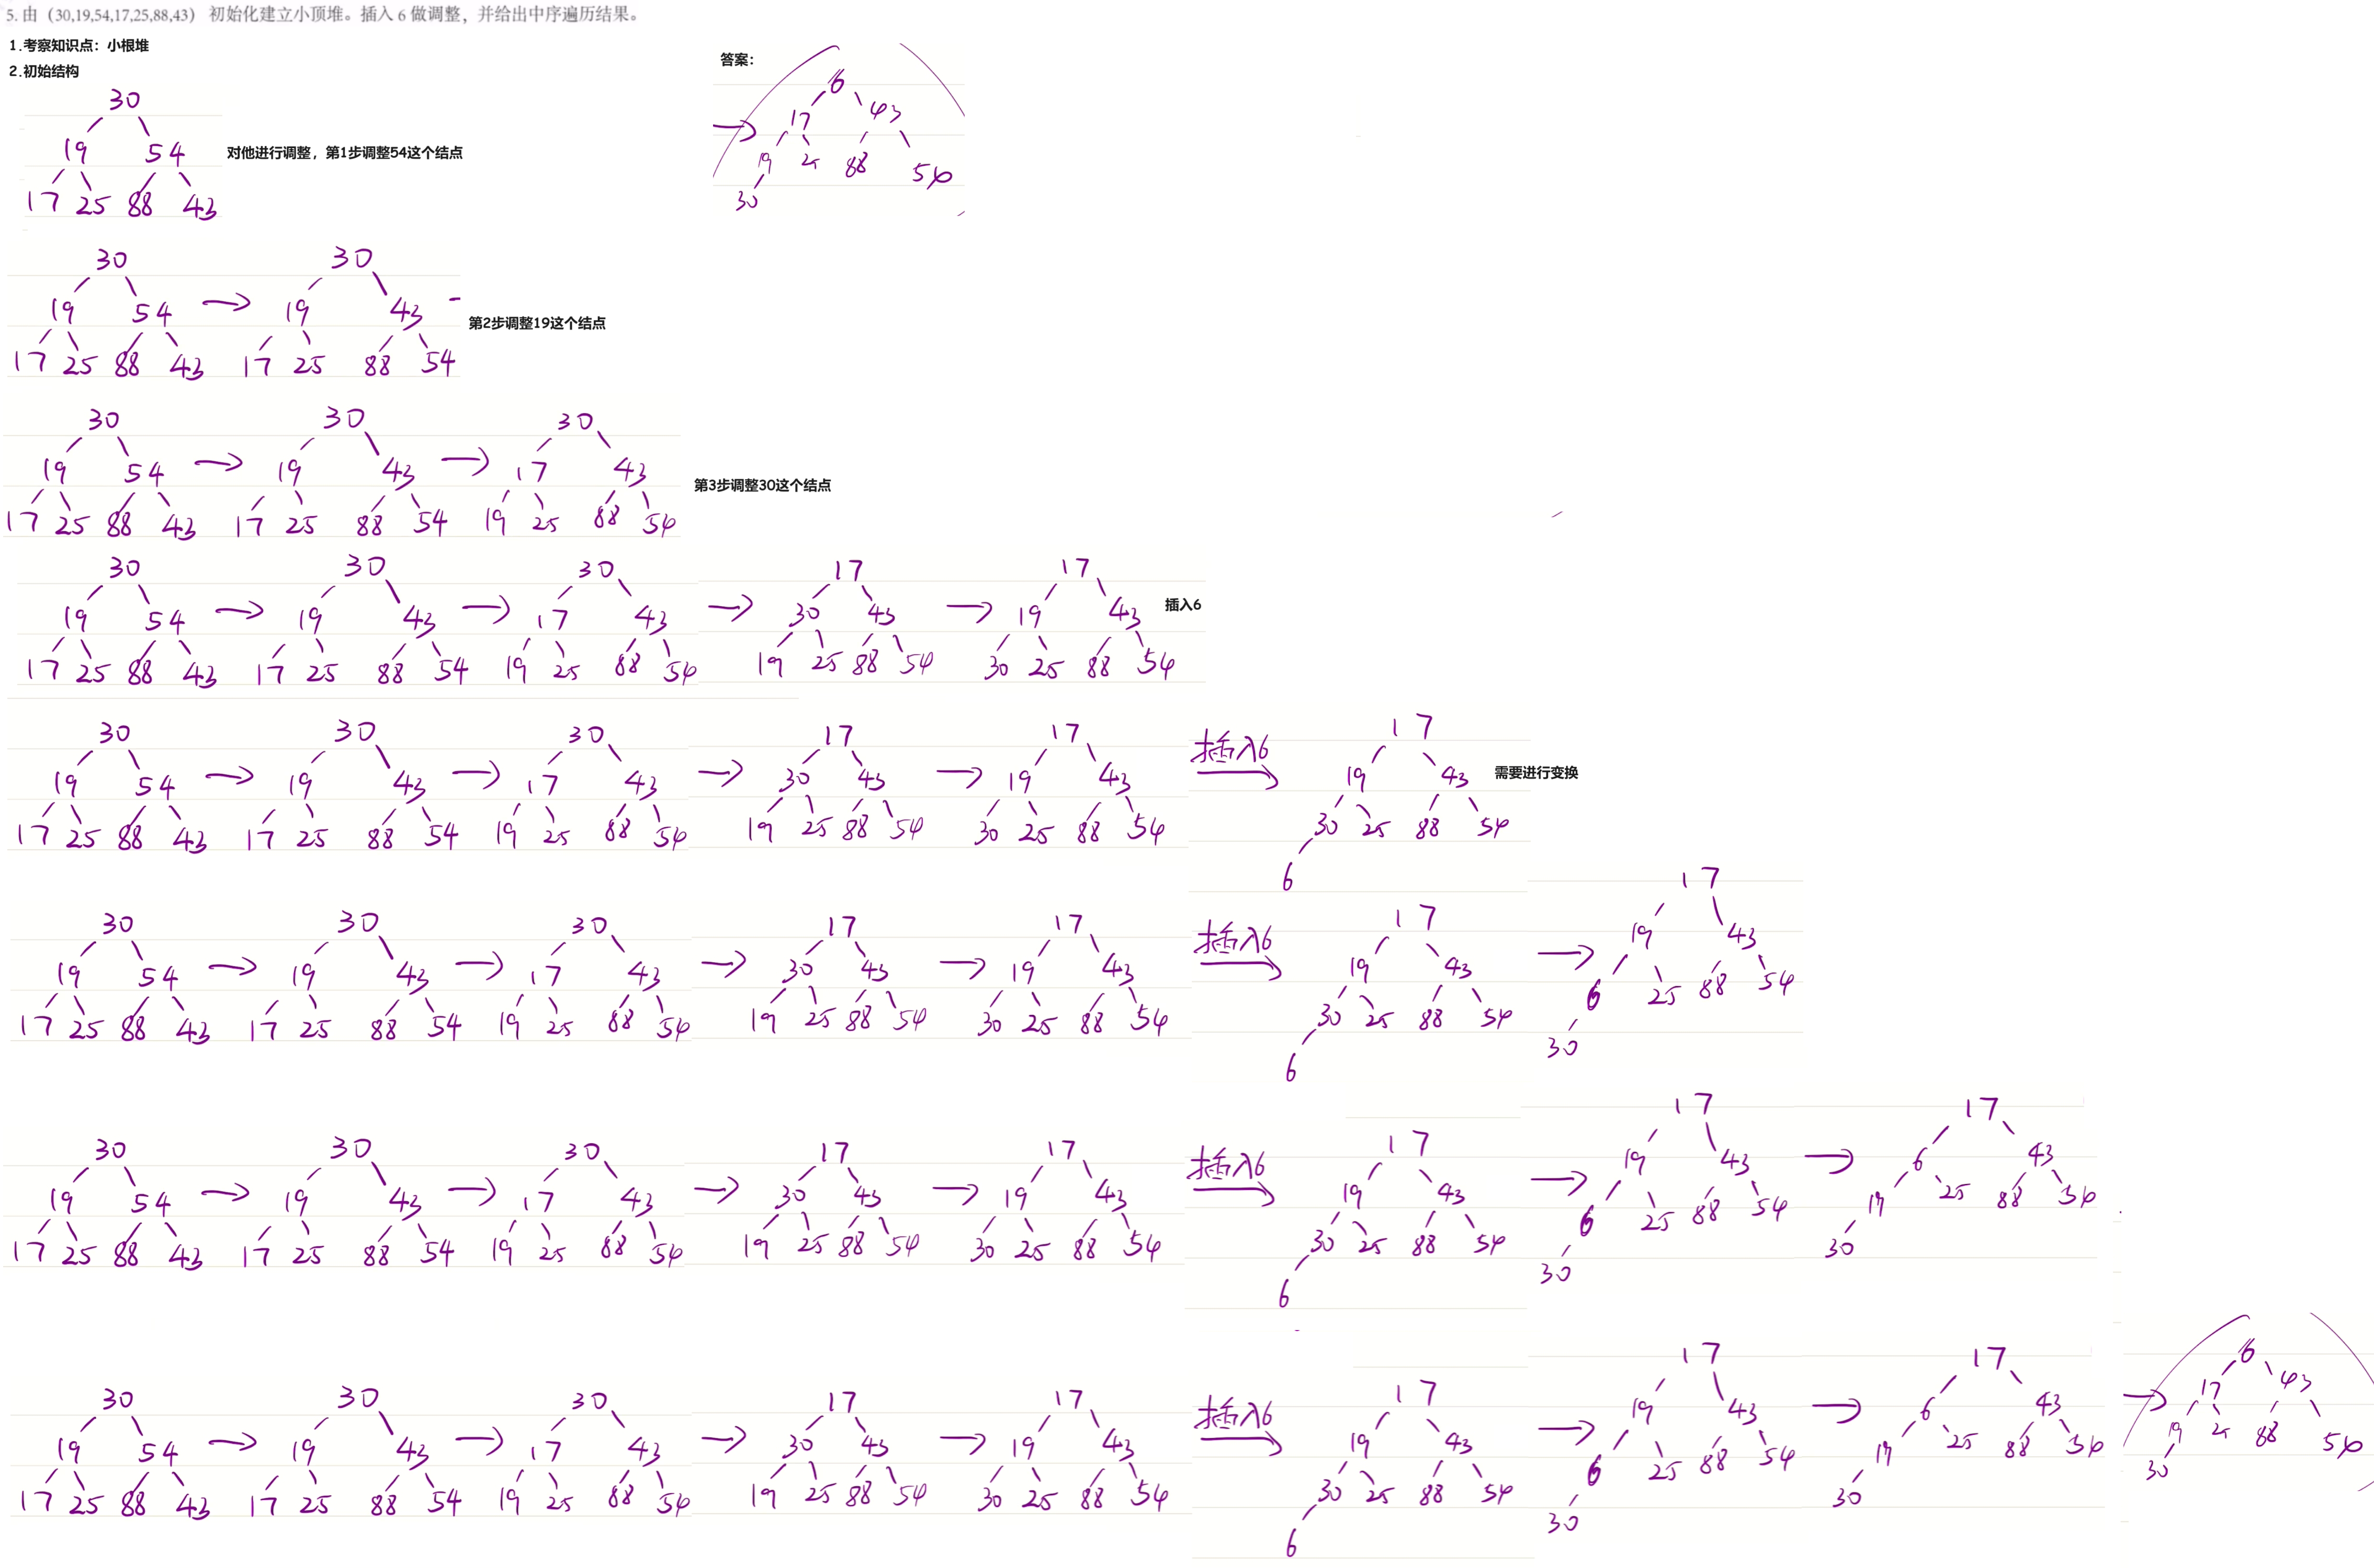 5. 由（30,19,54,17,25,88,43） 初始化建立小顶堆。插入 6 做调整，并给出中序遍历结果。
1.考察知识点：小根堆
2.初始结构
答案：
6
17 43
19 25 88 54
30
30
19 54
17 25 88 43
对他进行调整，第1步调整54这个结点
30 30
19 54 → 19 43
17 25 88 43 17 25 88 54
第2步调整19这个结点
30 30 30
19 54 → 19 43 → 17 43
17 25 88 43 17 25 88 54 19 25 88 54
第3步调整30这个结点
30 30 30 17 17
19 54 → 19 43 → 17 43 → 30 43 → 19 43
17 25 88 43 17 25 88 54 19 25 88 54 19 25 88 54 30 25 88 54
插入6
30 30 30 17 17 插入6 17
19 54 → 19 43 → 17 43 → 30 43 → 19 43 → 19 43
17 25 88 43 17 25 88 54 19 25 88 54 19 25 88 54 30 25 88 54 30 25 88 54
6
需要进行变换
30 30 30 17 17 插入6 17 17
19 54 → 19 43 → 17 43 → 30 43 → 19 43 → 19 43 → 19 43
17 25 88 43 17 25 88 54 19 25 88 54 19 25 88 54 30 25 88 54 30 25 88 54 6 25 88 54
6 30
30 30 30 17 17 插入6 17 17 17
19 54 → 19 43 → 17 43 → 30 43 → 19 43 → 19 43 → 19 43 → 6 43
17 25 88 43 17 25 88 54 19 25 88 54 19 25 88 54 30 25 88 54 30 25 88 54 6 25 88 54 19 25 88 54
6 30 30
30 30 30 17 17 插入6 17 17 17 6
19 54 → 19 43 → 17 43 → 30 43 → 19 43 → 19 43 → 19 43 → 6 43 → 17 43
17 25 88 43 17 25 88 54 19 25 88 54 19 25 88 54 30 25 88 54 30 25 88 54 6 25 88 54 19 25 88 54 19 25 88 54
6 30 30 30